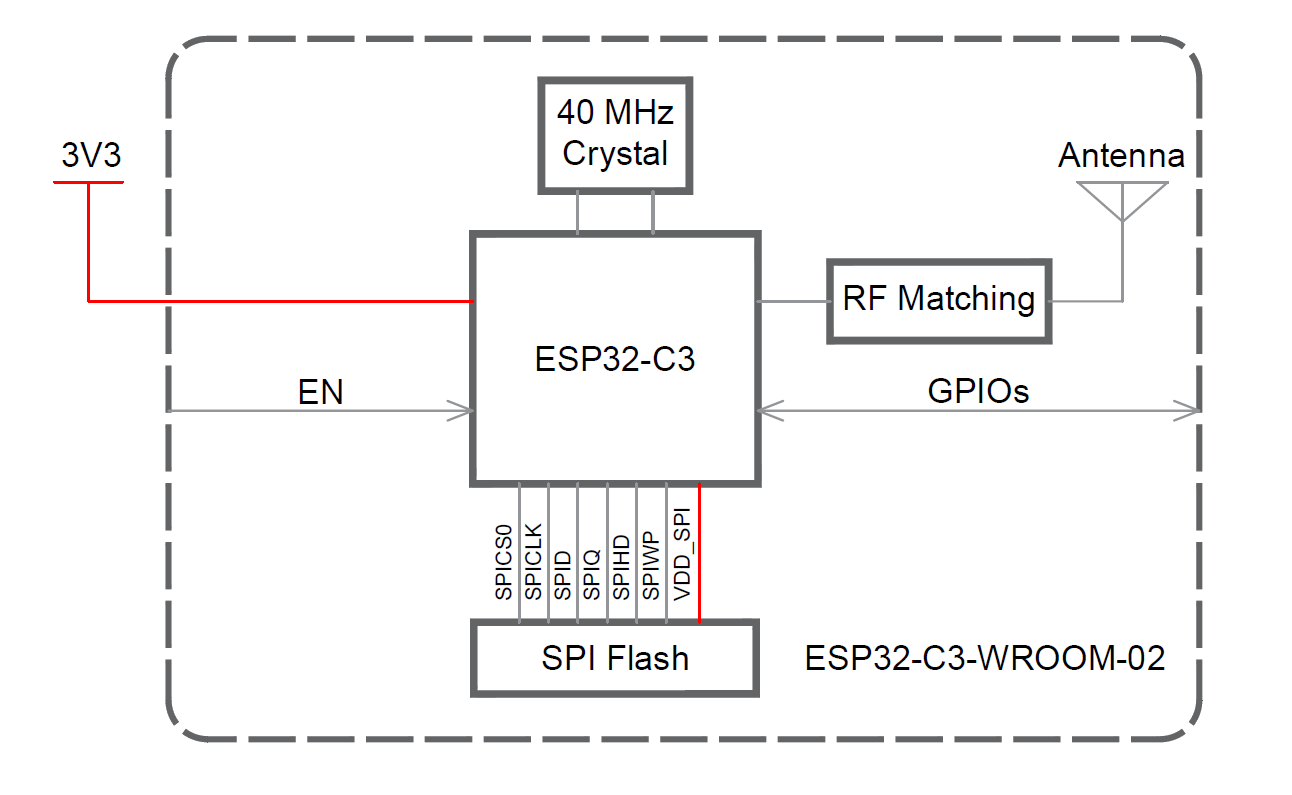 40 MHz
Crystal
3V3
Antenna
RF Matching
ESP32-C3
EN
GPIOs
SPICS0
SPICLK
SPID
SPIQ
SPIHD
SPIWP
VDD_SPI
SPI Flash
ESP32-C3-WROOM-02